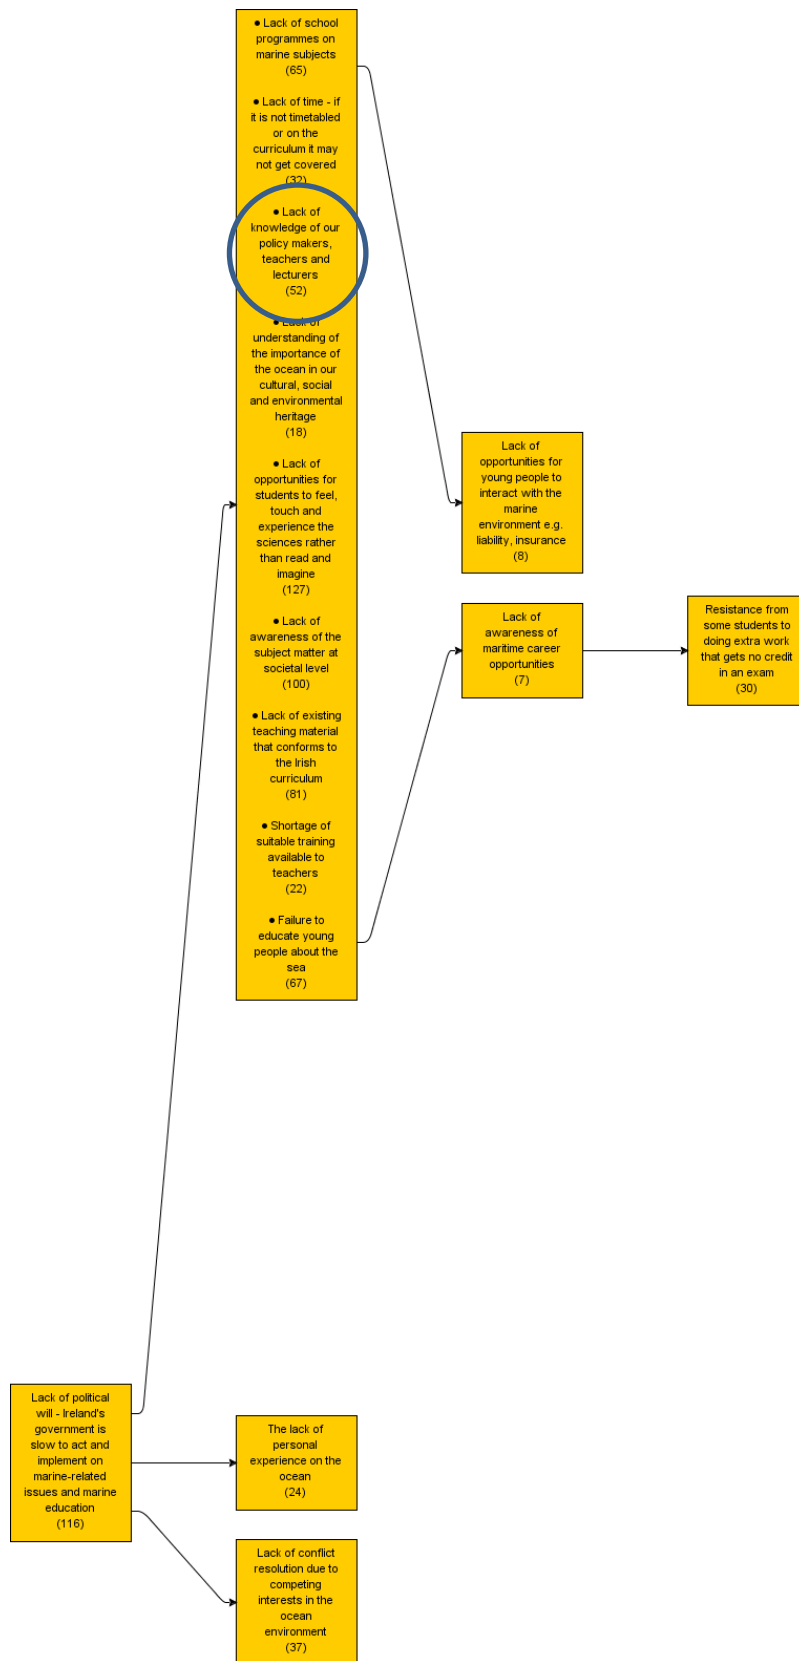 ● Lack of school
programmes on
marine subjects
(65)
● Lack of time - if
it is not timetabled
or on the
curriculum it may
not get covered
(32)
● Lack of
knowledge of our
policy makers,
teachers and
lecturers
(52)
● Lack of
understanding of
the importance of
the ocean in our
cultural, social
and environmental
heritage
(18)
● Lack of
opportunities for
students to feel,
touch and
experience the
sciences rather
than read and
imagine
(127)
● Lack of
awareness of the
subject matter at
societal level
(100)
● Lack of existing
teaching material
that conforms to
the Irish
curriculum
(81)
● Shortage of
suitable training
available to
teachers
(22)
● Failure to
educate young
people about the
sea
(67)
Lack of
opportunities for
young people to
interact with the
marine
environment e.g.
liability, insurance
(8)
Lack of
awareness of
maritime career
opportunities
(7)
Resistance from
some students to
doing extra work
that gets no credit
in an exam
(30)
Lack of political
will - Ireland's
government is
slow to act and
implement on
marine-related
issues and marine
education
(116)
The lack of
personal
experience on the
ocean
(24)
Lack of conflict
resolution due to
competing
interests in the
ocean
environment
(37)